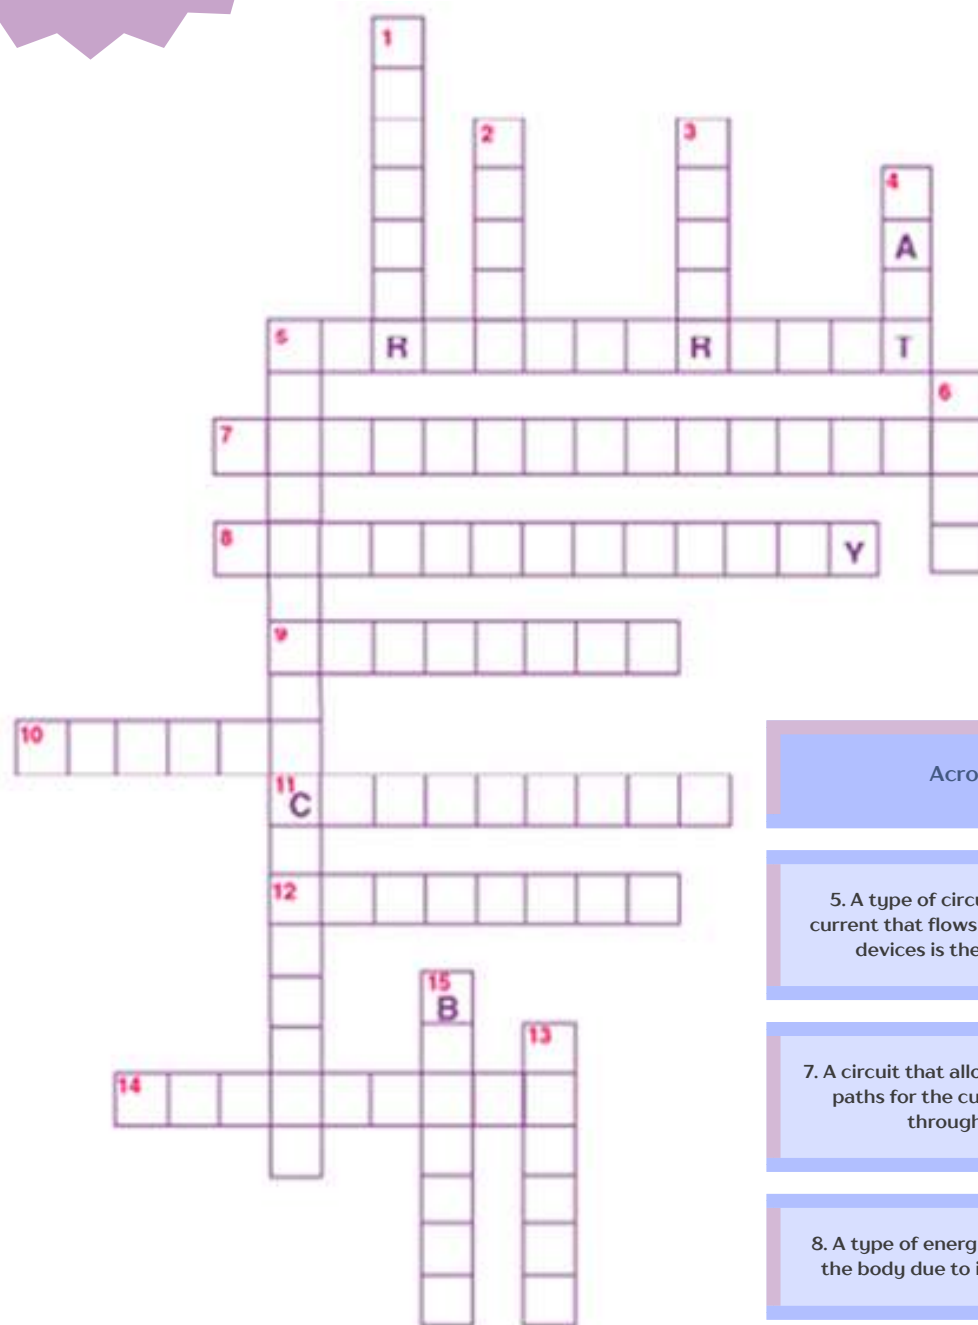 1
2
3
4
A
5
R
R
T
6
7
8
Y
9
10
11
C
12
15
B
13
14
Acro
5. A type of circu
current that flows
devices is the
7. A circuit that allo
paths for the cu
through
8. A type of energ
the body due to i